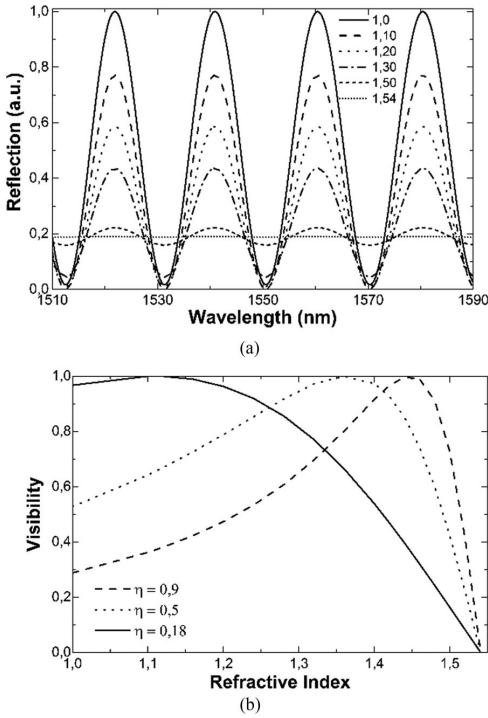 1,0
0,8
0,6
0,4
0,2
0,0
Reflection (a.u.)
1,0
1,10
1,20
1,30
1,50
1,54
1510 1530 1550 1570 1590
Wavelength (nm)
(a)
1,0
0,8
0,6
0,4
0,2
0,0
Visibility
η = 0,9
η = 0,5
η = 0,18
1,0 1,1 1,2 1,3 1,4 1,5
Refractive Index
(b)